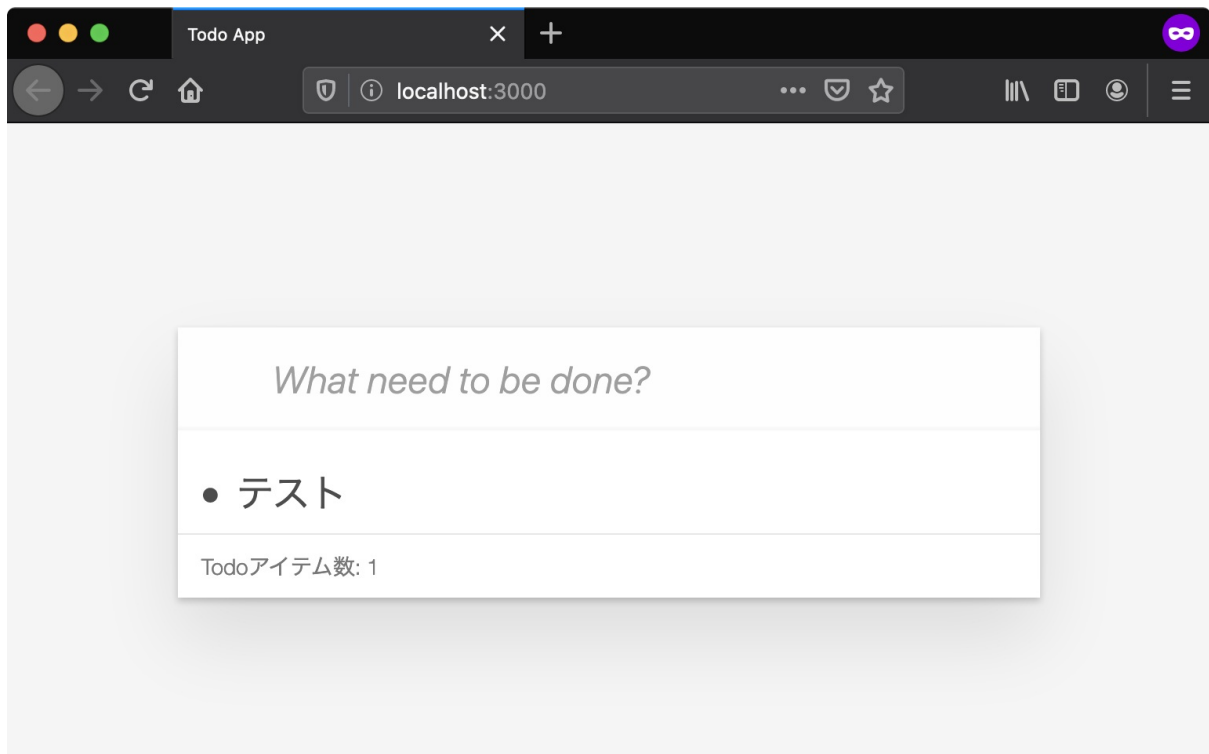 Todo App
localhost:3000
What need to be done?
● テスト
Todoアイテム数: 1